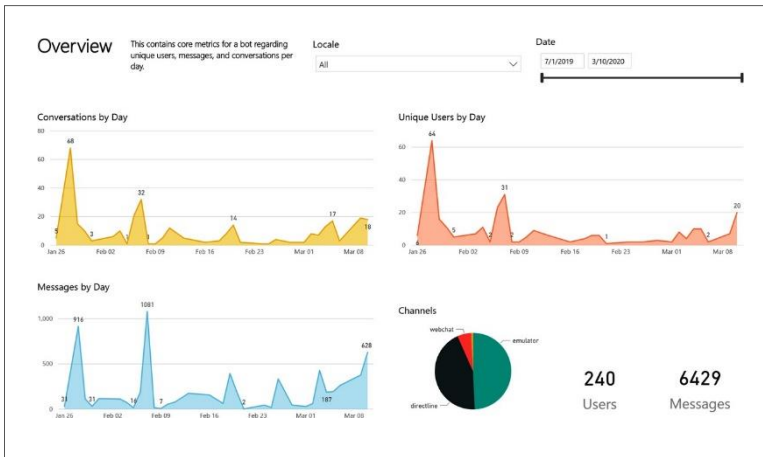 Overview
This contains core metrics for a bot regarding
unique users, messages, and conversations per
day.
Locale
All
Date
7/1/2019
3/10/2020
Conversations by Day
80
60
40
20
0
5
68
3
1
32
3
14
17
18
Jan 26
Feb 02
Feb 09
Feb 16
Feb 23
Mar 01
Mar 08
Unique Users by Day
60
40
20
0
4
64
5
2
31
2
1
2
20
Jan 26
Feb 02
Feb 09
Feb 16
Feb 23
Mar 01
Mar 08
Messages by Day
1,000
500
0
31
916
31
16
1081
7
2
187
628
Jan 26
Feb 02
Feb 09
Feb 16
Feb 23
Mar 01
Mar 08
Channels
webchat
emulator
directline
240
Users
6429
Messages